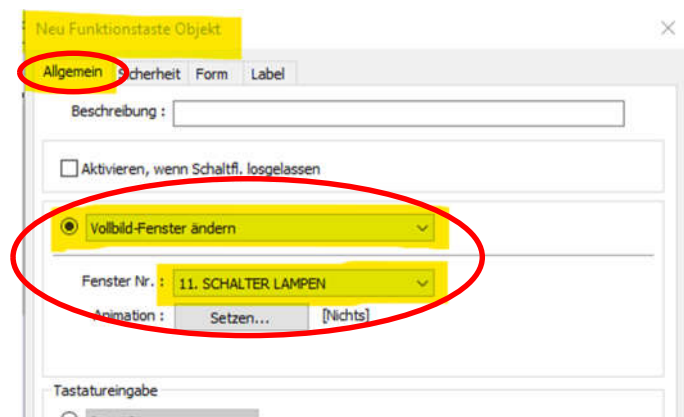 Neu Funktionstaste Objekt
Allgemein Sicherheit Form Label
Beschreibung :
Aktivieren, wenn Schaltfl. losgelassen
Vollbild-Fenster ändern
Fenster Nr. : 11. SCHALTER LAMPEN
Animation : Setzen... [Nichts]
Tastatureingabe